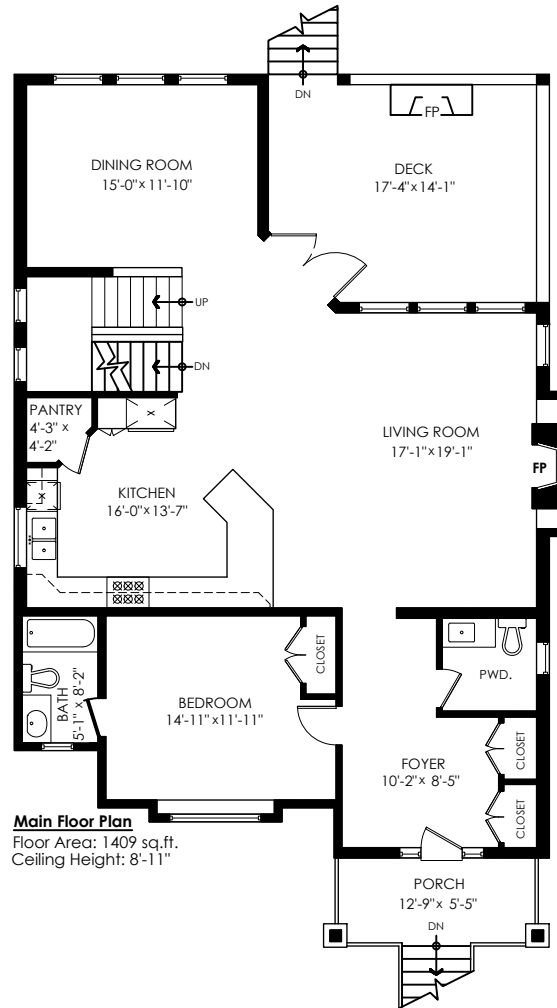 DN
FP
DINING ROOM
15'-0" x 11'-10"
DECK
17'-4" x 14'-1"
UP
DN
PANTRY
4'-3" x
4'-2"
LIVING ROOM
17'-1" x 19'-1"
FP
KITCHEN
16'-0" x 13'-7"
CLOSET
BATH
5'-1" x 8'-2"
BEDROOM
14'-11" x 11'-11"
PWD.
CLOSET
FOYER
10'-2" x 8'-5"
CLOSET
Main Floor Plan
Floor Area: 1409 sq.ft.
Ceiling Height: 8'-11"
PORCH
12'-9" x 5'-5"
DN